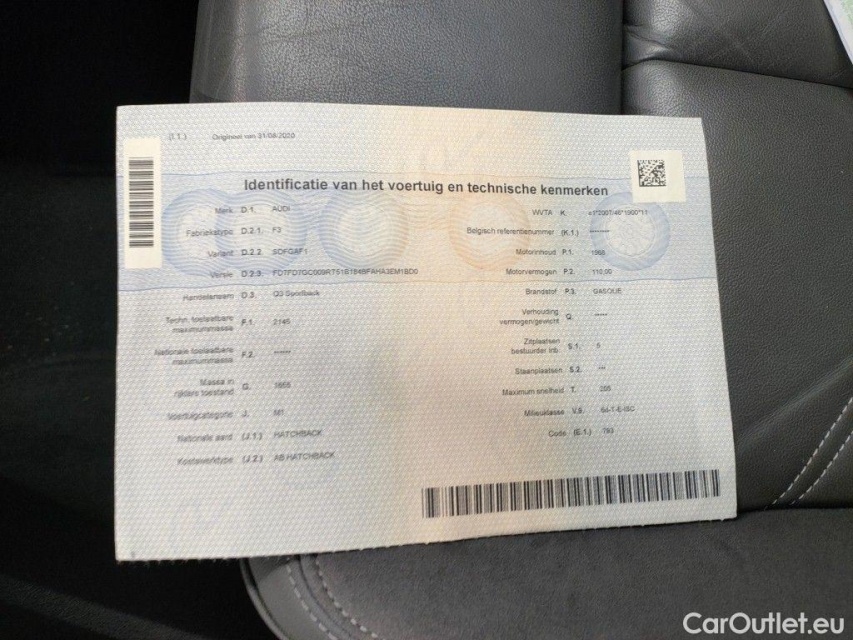 (I.1.) Origineel van 31/08/2020
Identificatie van het voertuig en technische kenmerken
Merk D.1. AUDI
Fabriekstype D.2.1. F3
Variant D.2.2.
Versie D.2.3.
Handelsnaam D.3. Q3 Sportback
Techn. toelaatbare
maximummassa F.1. 2145
Nationale toelaatbare
maximummassa F.2. -----
Massa in
rijklare toestand G. 1665
Voertuigcategorie J. M1
Nationale aard (J.1.) HATCHBACK
Koetswerktype (J.2.) AB HATCHBACK
WVTA K.
Belgisch referentienummer (K.1.)
Motorinhoud P.1. 1968
Motorvermogen P.2. 110,00
Brandstof P.3. GASOLIE
Verhouding
vermogen/gewicht Q. -----
Zitplaatsen
bestuurder inb. S.1. 5
Staanplaatsen S.2. ---
Maximum snelheid T. 205
Milieuklasse V.9.
Code (E.1.) 793
CarOutlet.eu